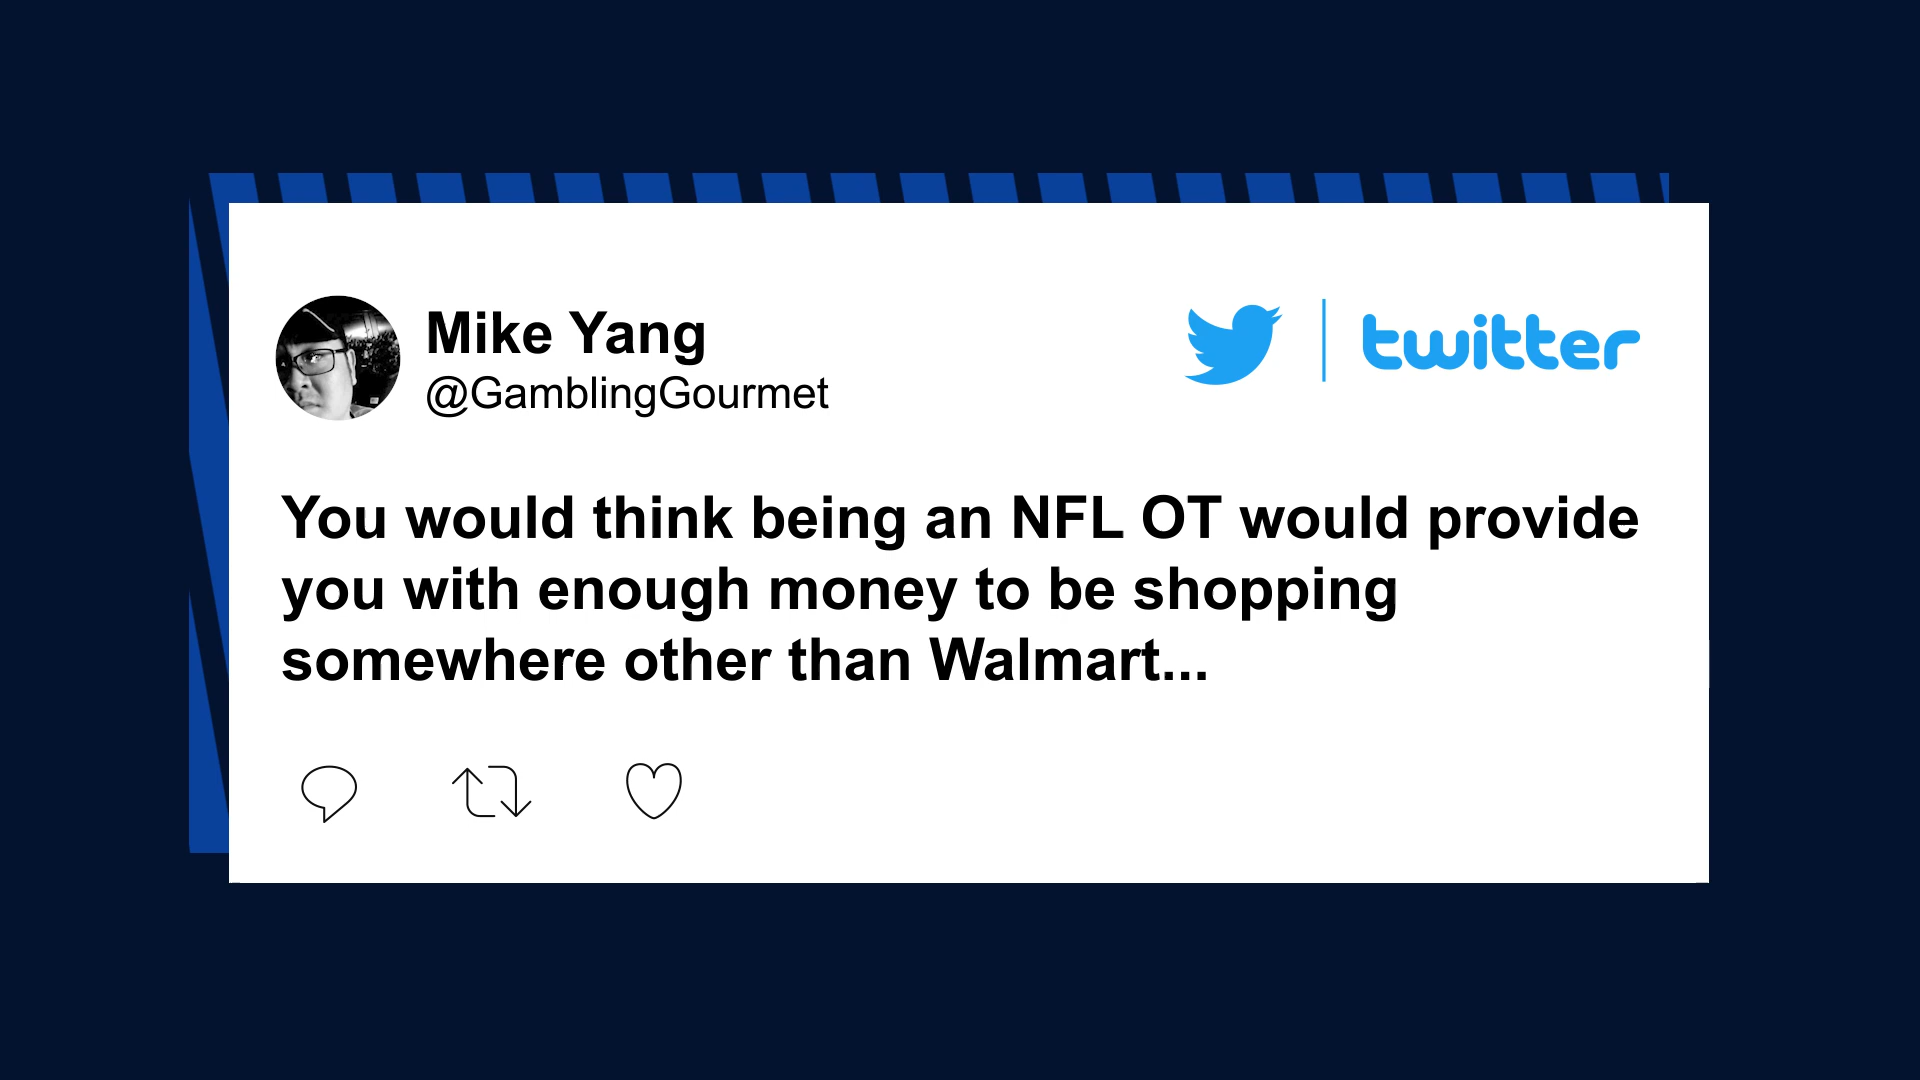 Mike Yang
twitter
@GamblingGourmet
You would think being an NFL OT would provide
you with enough money to be shopping
somewhere other than Walmart...